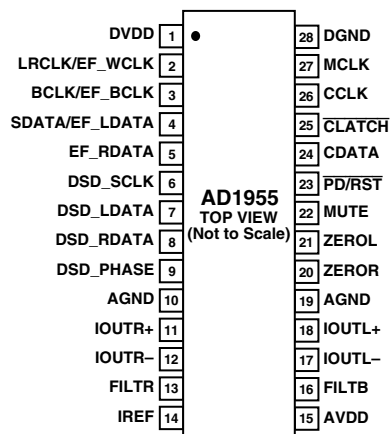 DVDD 1 28 DGND
LRCLK/EF_WCLK 2 27 MCLK
BCLK/EF_BCLK 3 26 CCLK
SDATA/EF_LDATA 4 25 CLATCH
EF_RDATA 5 24 CDATA
DSD_SCLK 6 23 PD/RST
DSD_LDATA 7 22 MUTE
DSD_RDATA 8 21 ZEROL
DSD_PHASE 9 20 ZEROR
AGND 10 19 AGND
IOUTR+ 11 18 IOUTL+
IOUTR– 12 17 IOUTL–
FILTR 13 16 FILTB
IREF 14 15 AVDD
AD1955
TOP VIEW
(Not to Scale)